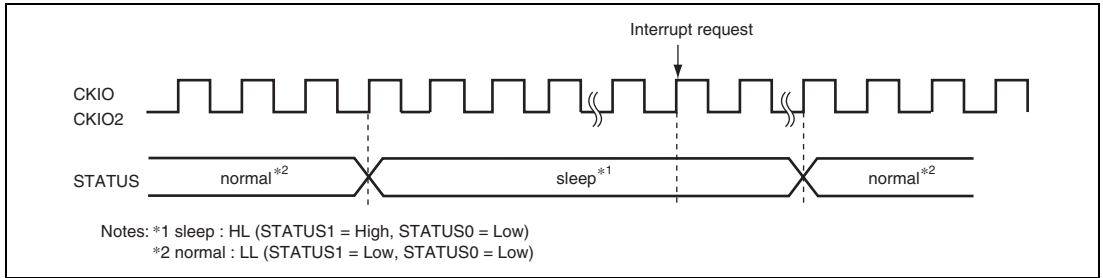 Interrupt request
CKIO
CKIO2
STATUS normal*2 sleep*1 normal*2
Notes: *1 sleep : HL (STATUS1 = High, STATUS0 = Low)
*2 normal : LL (STATUS1 = Low, STATUS0 = Low)